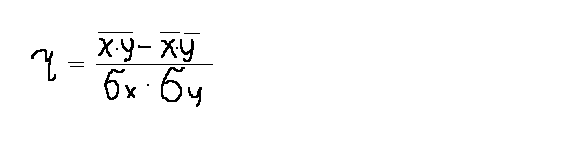 η = (x̅·̅y̅ − x̅·y̅) / (σx · σy)